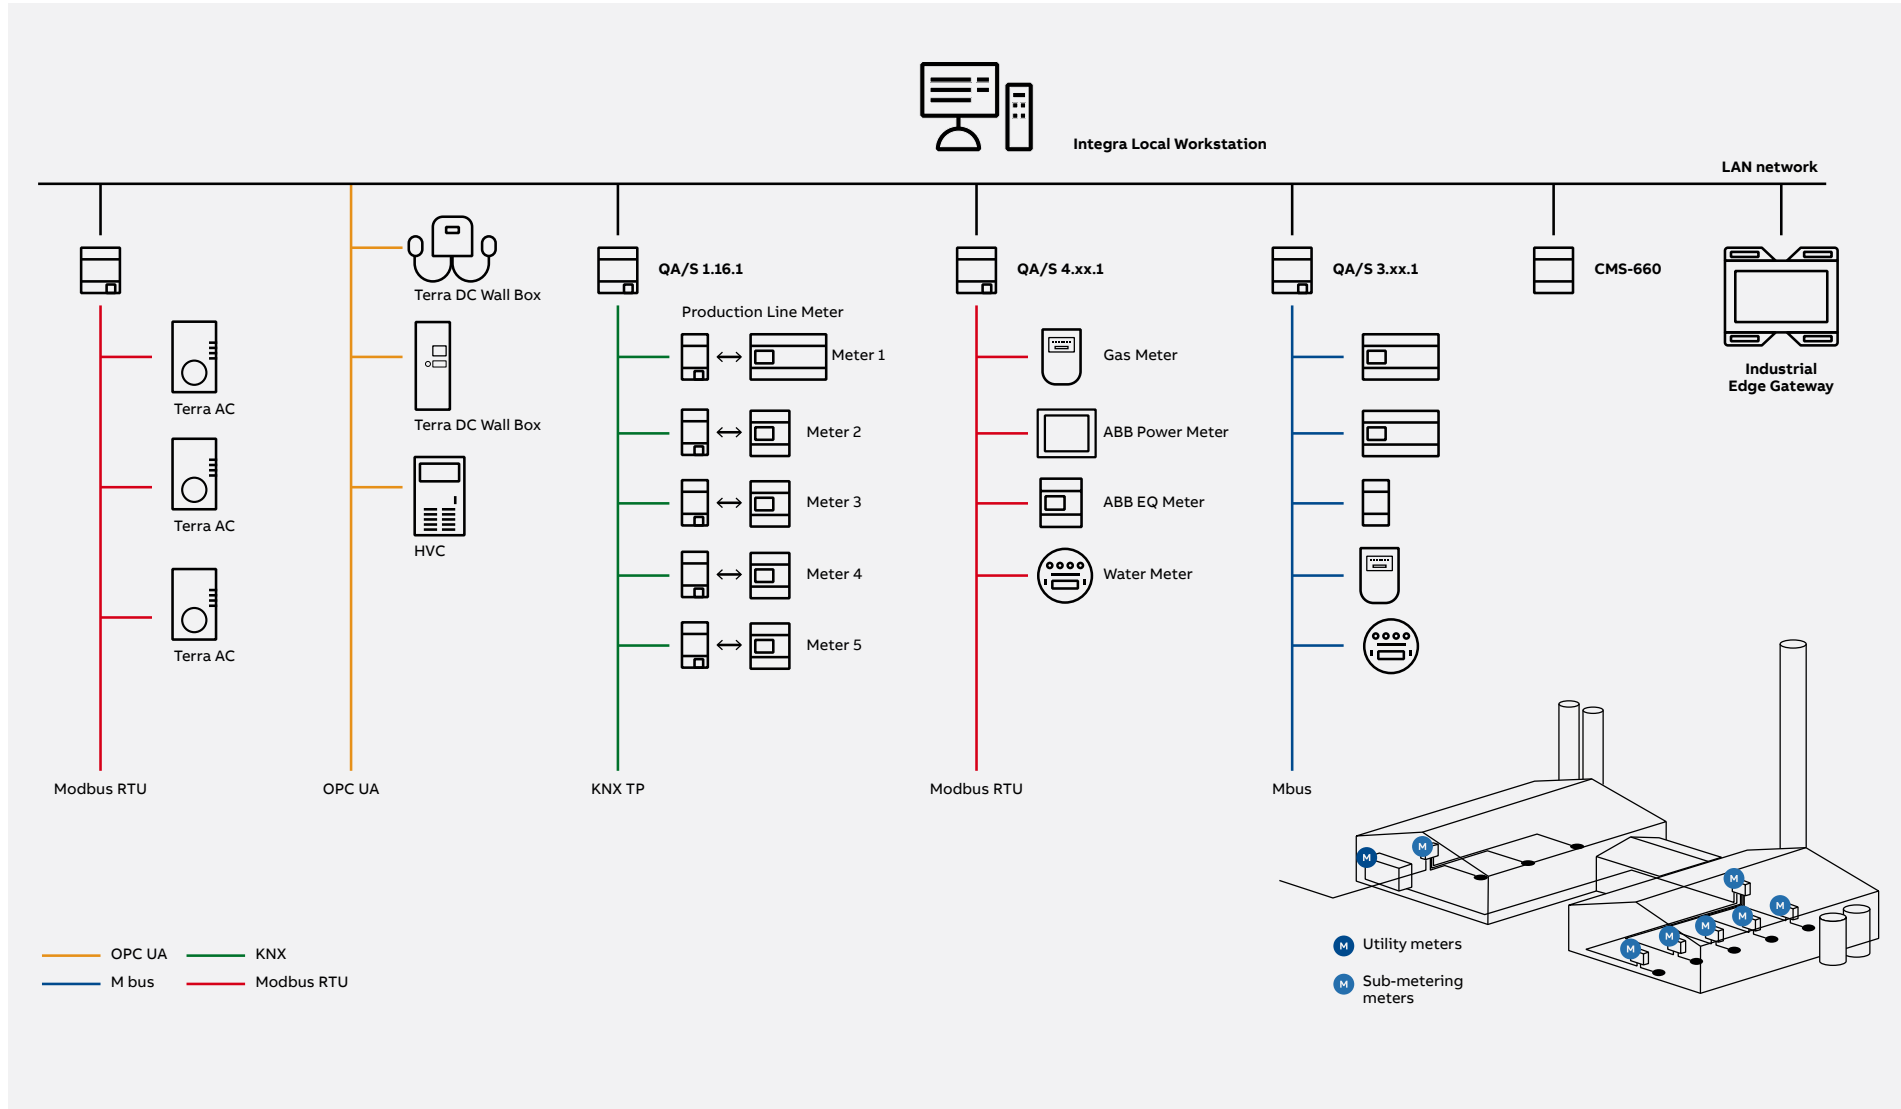 Integra Local Workstation
LAN network
QA/S 1.16.1
QA/S 4.xx.1
QA/S 3.xx.1
CMS-660
Terra DC Wall Box
Production Line Meter
Meter 1
Gas Meter
Industrial
Edge Gateway
Terra AC
Terra DC Wall Box
Meter 2
ABB Power Meter
Meter 3
ABB EQ Meter
Terra AC
HVC
Meter 4
Water Meter
Meter 5
Terra AC
Modbus RTU
OPC UA
KNX TP
Modbus RTU
Mbus
M
M
M
M
M
M
M
M
OPC UA
KNX
M bus
Modbus RTU
M Utility meters
M Sub-metering
meters